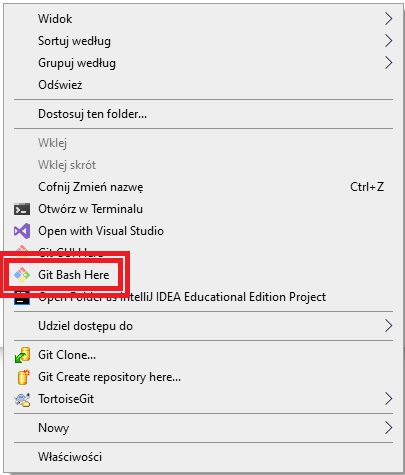 Widok
Sortuj według
Grupuj według
Odśwież
Dostosuj ten folder...
Wklej
Wklej skrót
Cofnij Zmień nazwę Ctrl+Z
Otwórz w Terminalu
Open with Visual Studio
Git GUI Here
Git Bash Here
Open Folder as IntelliJ IDEA Educational Edition Project
Udziel dostępu do
Git Clone...
Git Create repository here...
TortoiseGit
Nowy
Właściwości